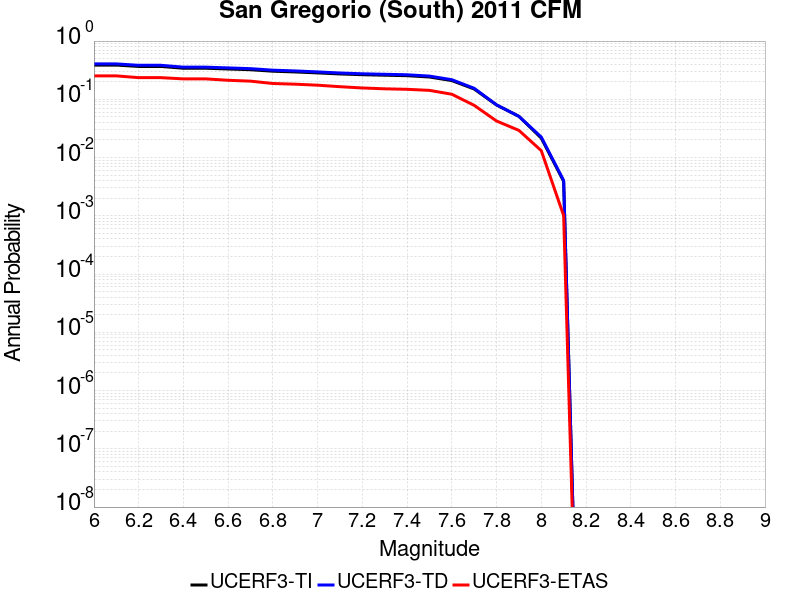 San Gregorio (South) 2011 CFM
10^0
10^-1
10^-2
10^-3
10^-4
10^-5
10^-6
10^-7
10^-8
Annual Probability
6 6.2 6.4 6.6 6.8 7 7.2 7.4 7.6 7.8 8 8.2 8.4 8.6 8.8 9
Magnitude
UCERF3-TI UCERF3-TD UCERF3-ETAS